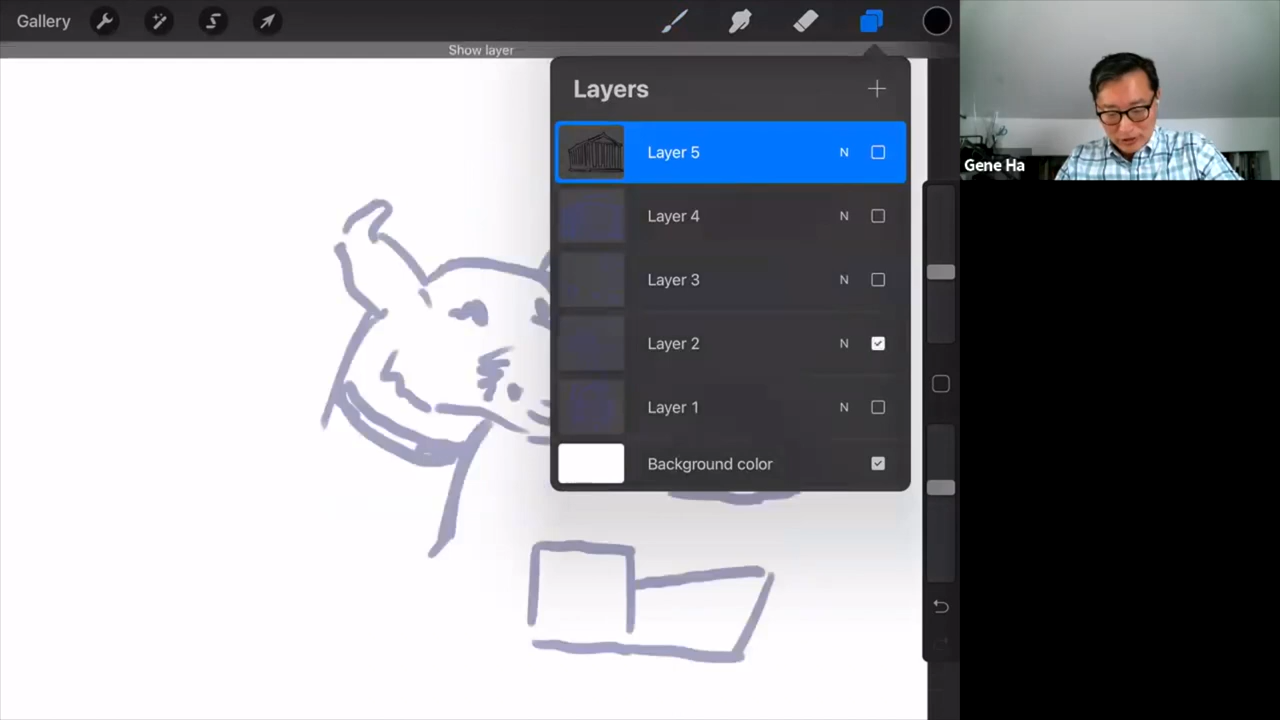 Gallery
Show layer
Layers
Layer 5 N
Layer 4 N
Layer 3 N
Layer 2 N
Layer 1 N
Background color
Gene Ha